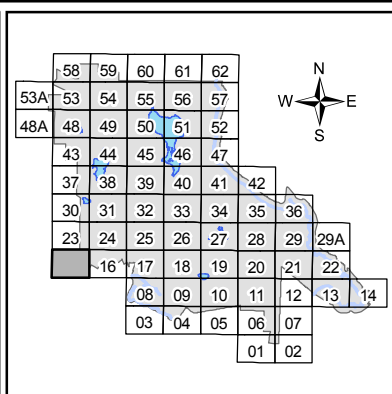 58 59 60 61 62
N
53A 53 54 55 56 57
W E
48A 48 49 50 51 52
S
43 44 45 46 47
37 38 39 40 41 42
30 31 32 33 34 35 36
23 24 25 26 27 28 29 29A
16 17 18 19 20 21 22
08 09 10 11 12 13 14
03 04 05 06 07
01 02